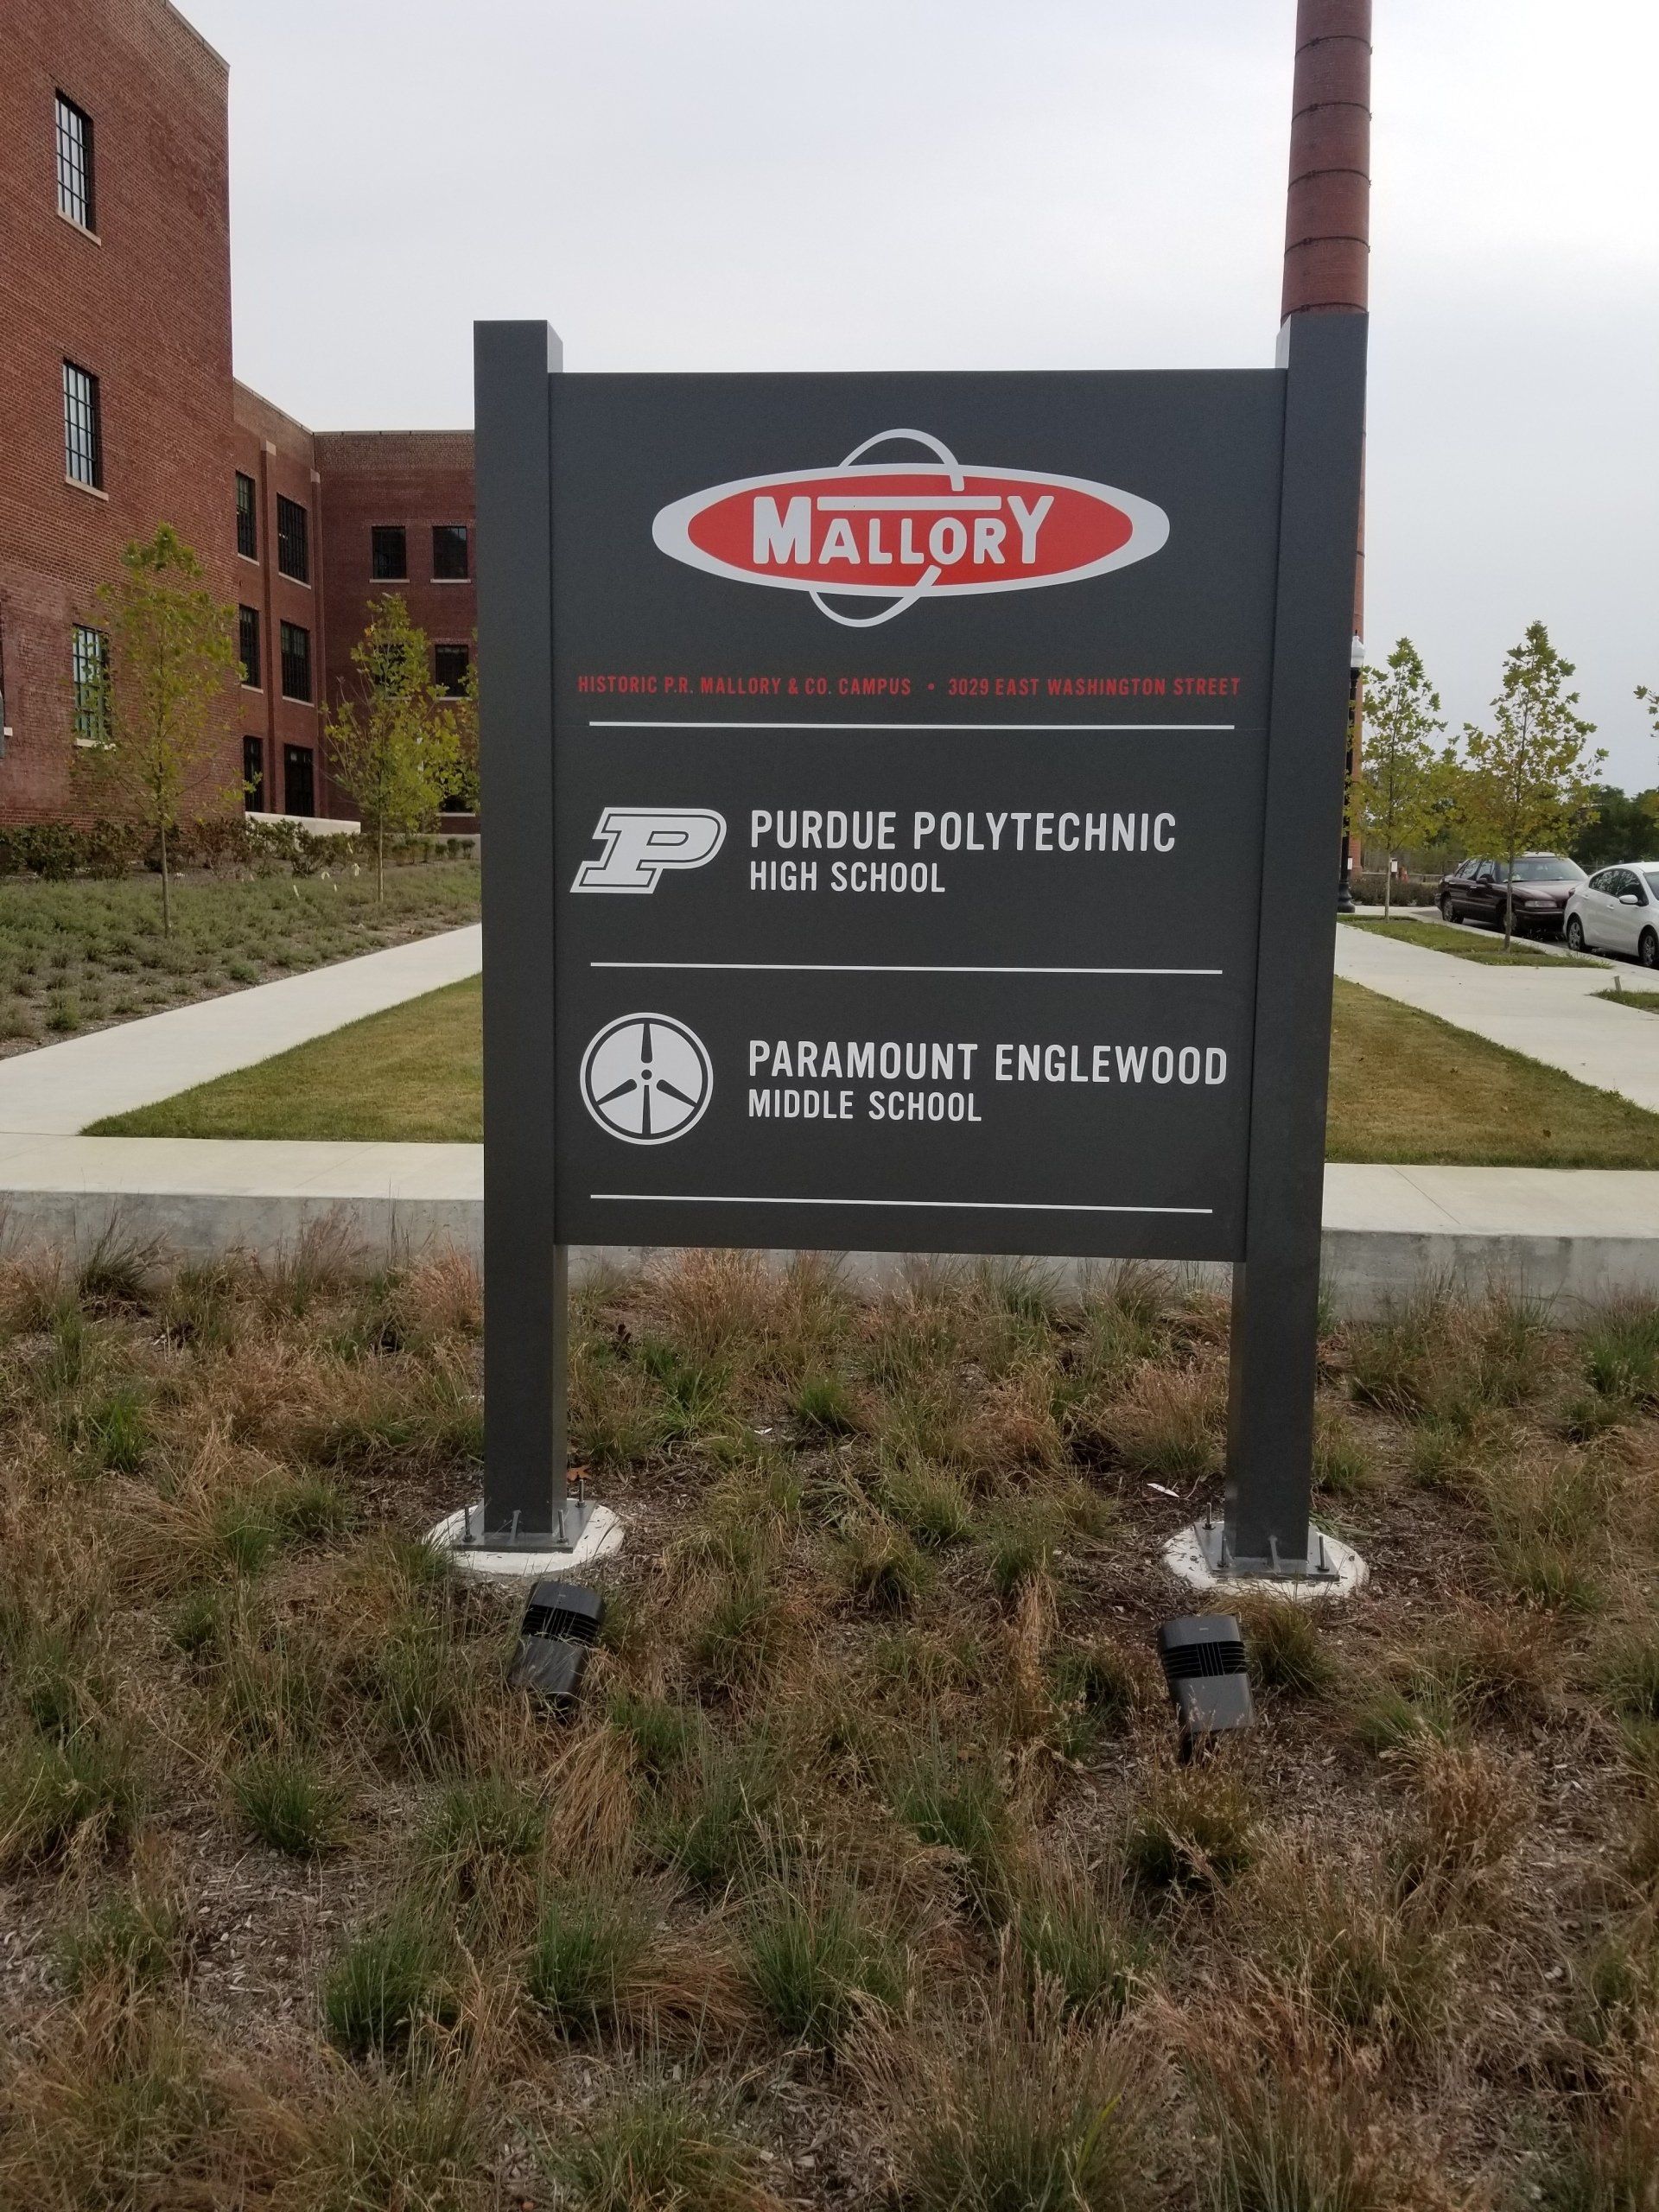 MALLORY
HISTORIC P.R. MALLORY & CO. CAMPUS • 3029 EAST WASHINGTON STREET
P PURDUE POLYTECHNIC
HIGH SCHOOL
PARAMOUNT ENGLEWOOD
MIDDLE SCHOOL